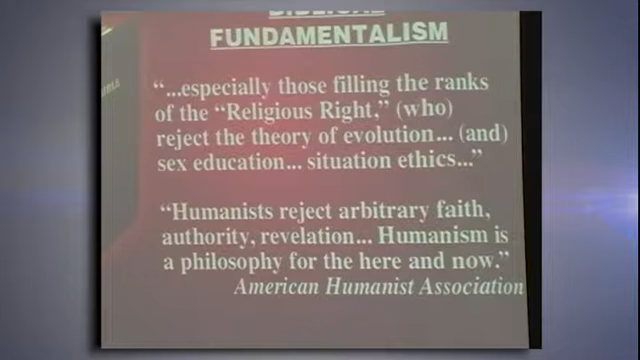 BIBLICAL
FUNDAMENTALISM
“...especially those filling the ranks
of the “Religious Right,” (who)
reject the theory of evolution... (and)
sex education... situation ethics...”
“Humanists reject arbitrary faith,
authority, revelation... Humanism is
a philosophy for the here and now.”
American Humanist Association